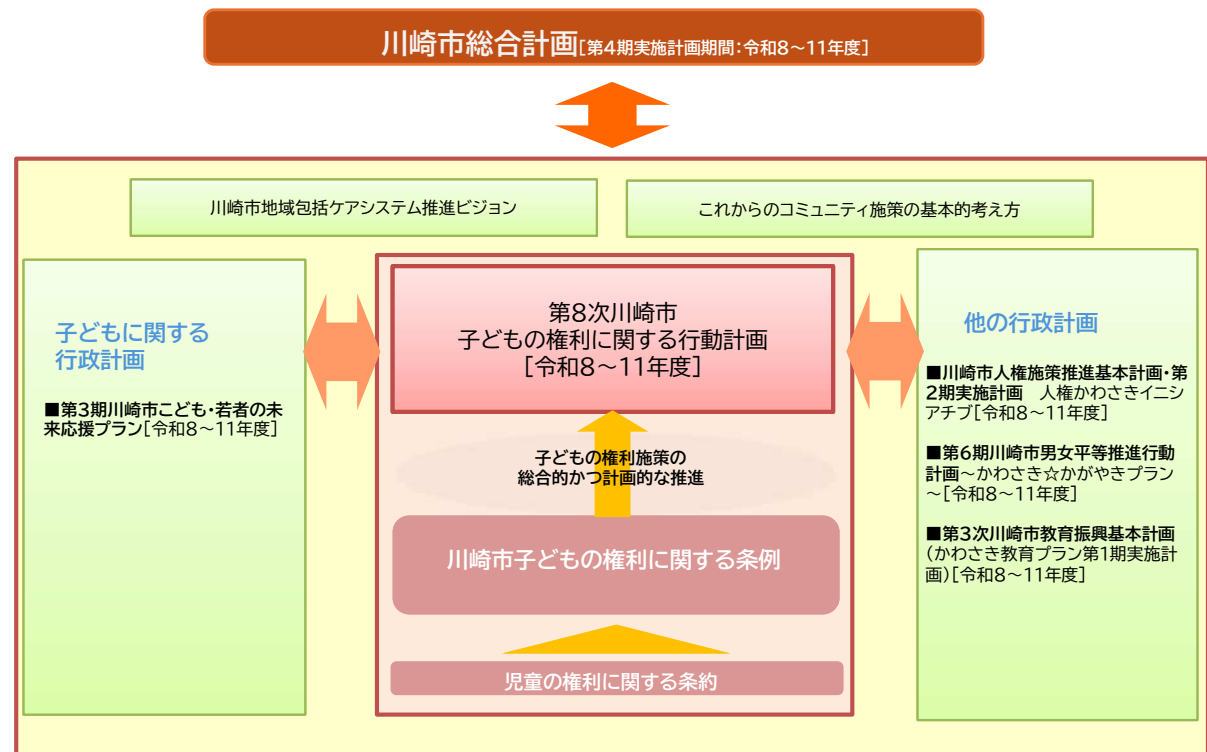 川崎市総合計画[第4期実施計画期間：令和8～11年度]
川崎市地域包括ケアシステム推進ビジョン
これからのコミュニティ施策の基本的考え方
子どもに関する
行政計画
■第3期川崎市こども・若者の未
来応援プラン[令和8～11年度]
第8次川崎市
子どもの権利に関する行動計画
[令和8～11年度]
子どもの権利施策の
総合的かつ計画的な推進
川崎市子どもの権利に関する条例
児童の権利に関する条約
他の行政計画
■川崎市人権施策推進基本計画・第
2期実施計画　人権かわさきイニシ
アチブ[令和8～11年度]
■第6期川崎市男女平等推進行動
計画～かわさき☆かがやきプラン
～[令和8～11年度]
■第3次川崎市教育振興基本計画
(かわさき教育プラン第1期実施計
画)[令和8～11年度]